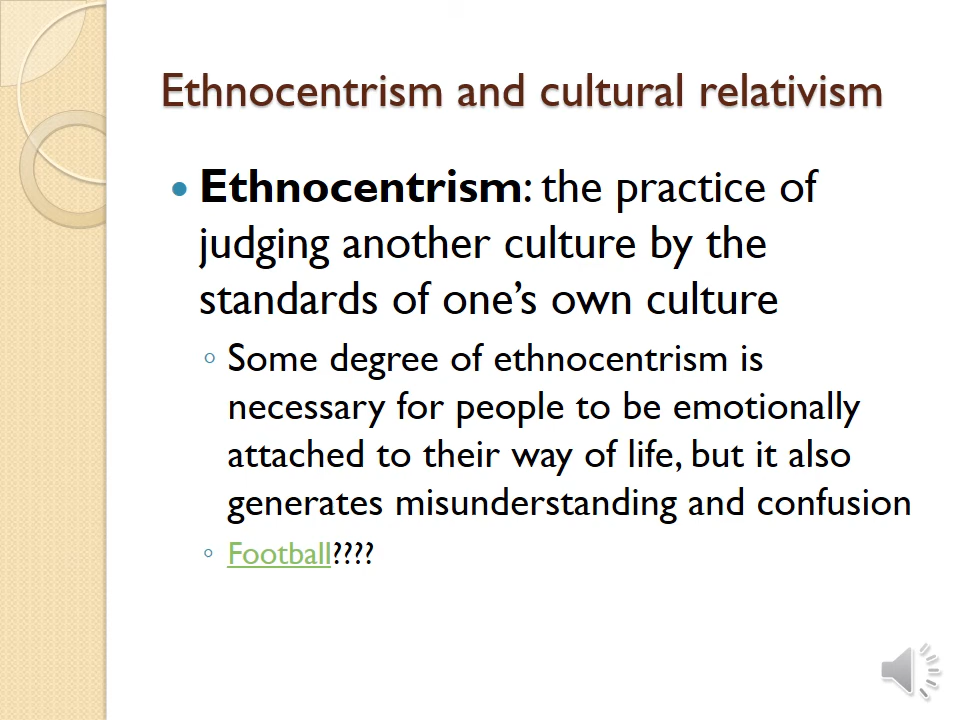 Ethnocentrism and cultural relativism
• Ethnocentrism: the practice of
judging another culture by the
standards of one’s own culture
◦ Some degree of ethnocentrism is
necessary for people to be emotionally
attached to their way of life, but it also
generates misunderstanding and confusion
◦ Football????